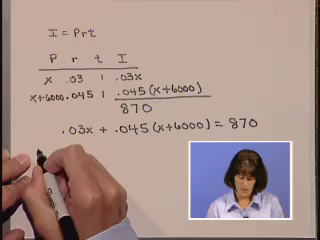 I = Prt
P r t I
x .03 1 .03x
x+6000 .045 1 .045(x+6000)
870
.03x + .045(x+6000) = 870